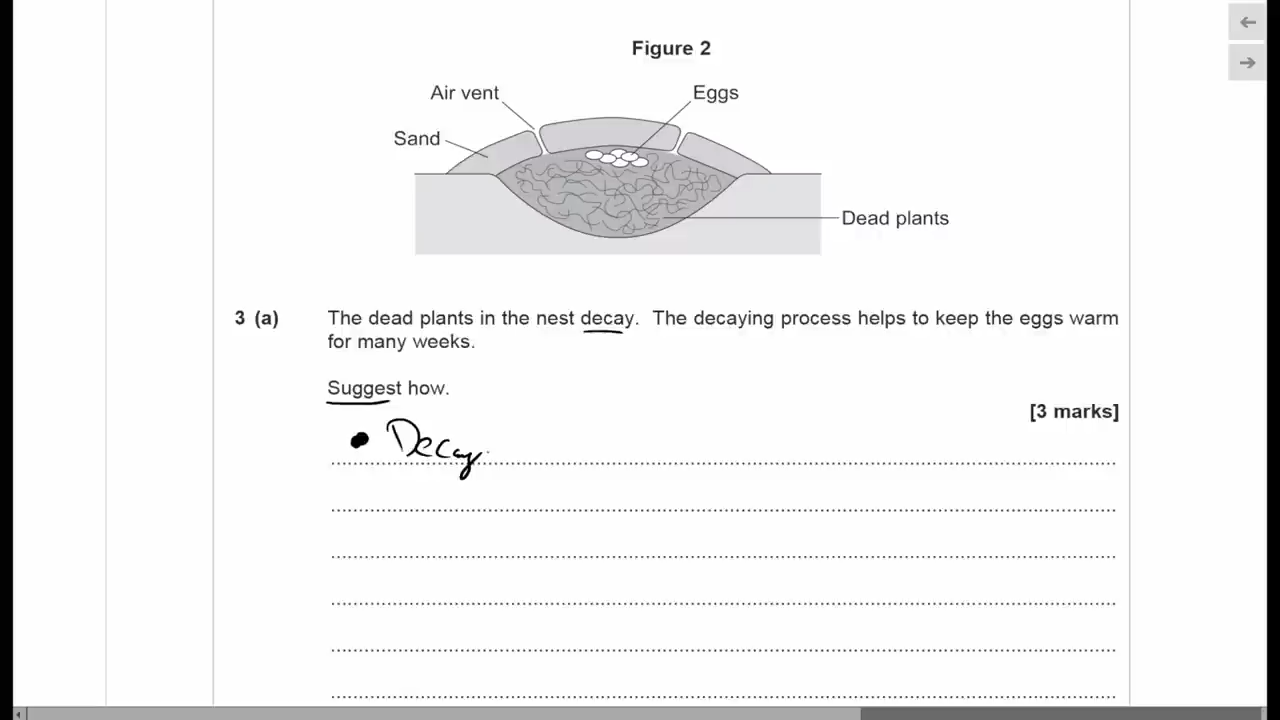 Figure 2
Air vent
Eggs
Sand
Dead plants
3 (a) The dead plants in the nest decay. The decaying process helps to keep the eggs warm
for many weeks.
Suggest how.
[3 marks]
• Decay